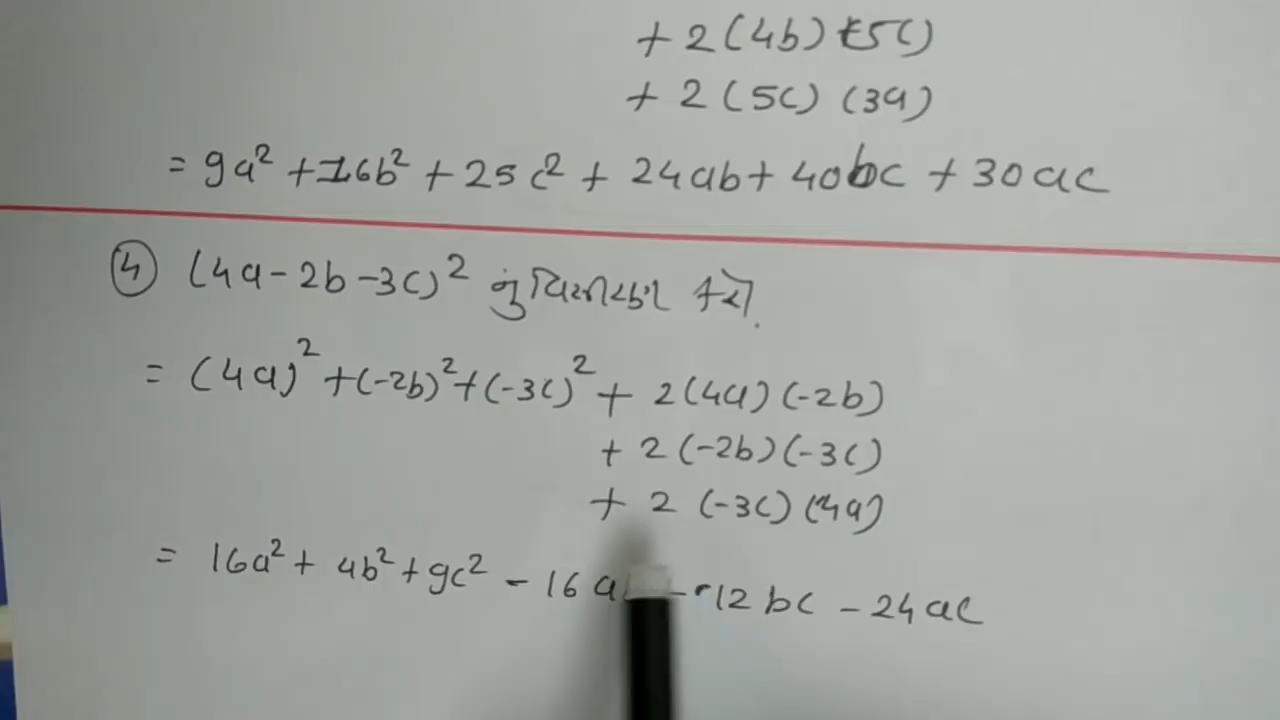 + 2 (4b) (5c)
+ 2 (5c) (3a)
= 9a² + 16b² + 25c² + 24ab + 40bc + 30ac
④ (4a - 2b - 3c)² નું વિસ્તરણ કરો.
= (4a)² + (-2b)² + (-3c)² + 2(4a) (-2b)
+ 2 (-2b) (-3c)
+ 2 (-3c) (4a)
= 16a² + 4b² + 9c² - 16a 12bc - 24ac